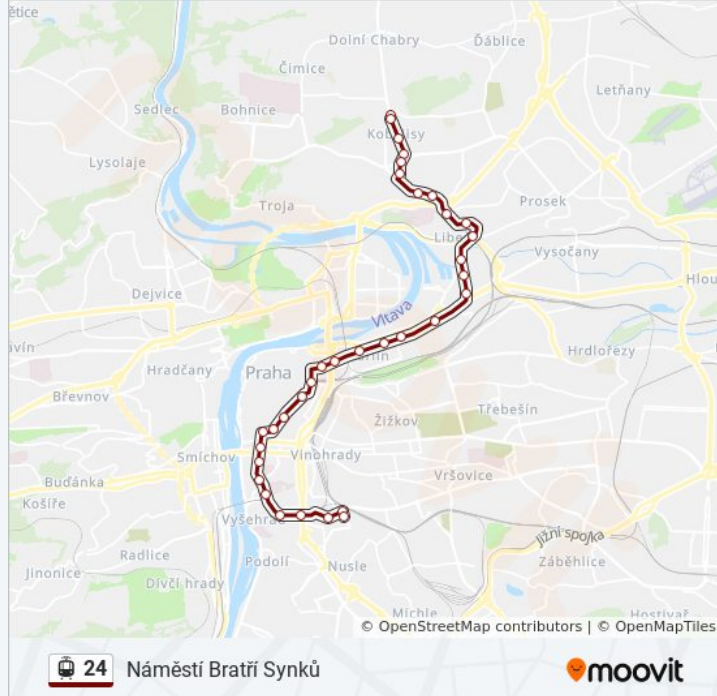 ětice
Dolní Chabry
Ďáblice
Čimice
Letňany
Sedlec
Bohnice
Kobylisy
Lysolaje
Troja
Prosek
Libeň
Vysočany
Dejvice
Hlou
Vltava
vín
Hradčany
Praha
Hrdlořezy
Břevnov
Žižkov
Třebešín
Smíchov
Vinohrady
Buďánka
Vršovice
Košíře
Vyšehrad
Jižní spojka
Radlice
Podolí
Nusle
Záběhlice
Jinonice
Dívčí hrady
Michle
Hostivař
© OpenStreetMap contributors | © OpenMapTiles
24 Náměstí Bratří Synků
moovit